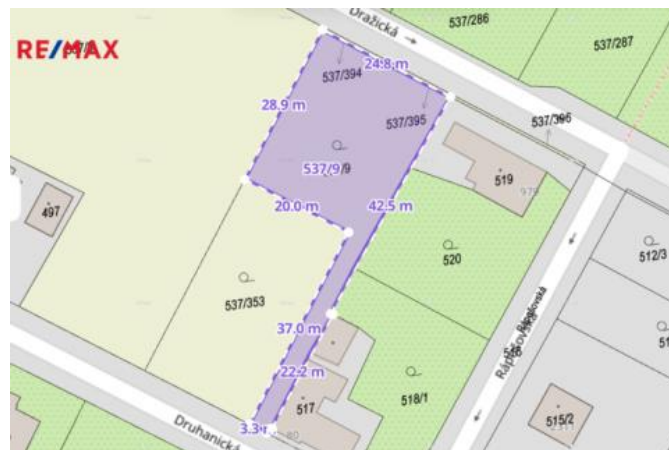 Dražická →
537/286
RE/MAX
537/287
24.8 m
537/394
28.9 m
537/395
537/396
537/9
519
42.5 m
20.0 m
497
520
512/3
537/353
37.0 m
22.2 m
517
518/1
515/2
Druhanická
3.3